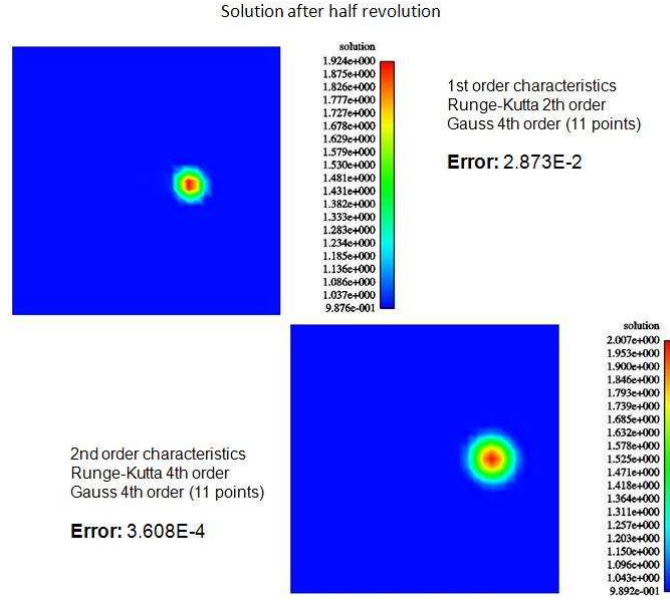 Solution after half revolution
solution
1.924e+000
1.875e+000
1.826e+000
1.777e+000
1.727e+000
1.678e+000
1.629e+000
1.579e+000
1.530e+000
1.481e+000
1.431e+000
1.382e+000
1.333e+000
1.283e+000
1.234e+000
1.185e+000
1.136e+000
1.086e+000
1.037e+000
9.876e-001
1st order characteristics
Runge-Kutta 2th order
Gauss 4th order (11 points)
Error: 2.873E-2
2nd order characteristics
Runge-Kutta 4th order
Gauss 4th order (11 points)
Error: 3.608E-4
solution
2.007e+000
1.953e+000
1.900e+000
1.846e+000
1.793e+000
1.739e+000
1.685e+000
1.632e+000
1.578e+000
1.525e+000
1.471e+000
1.418e+000
1.364e+000
1.311e+000
1.257e+000
1.203e+000
1.150e+000
1.096e+000
1.043e+000
9.892e-001